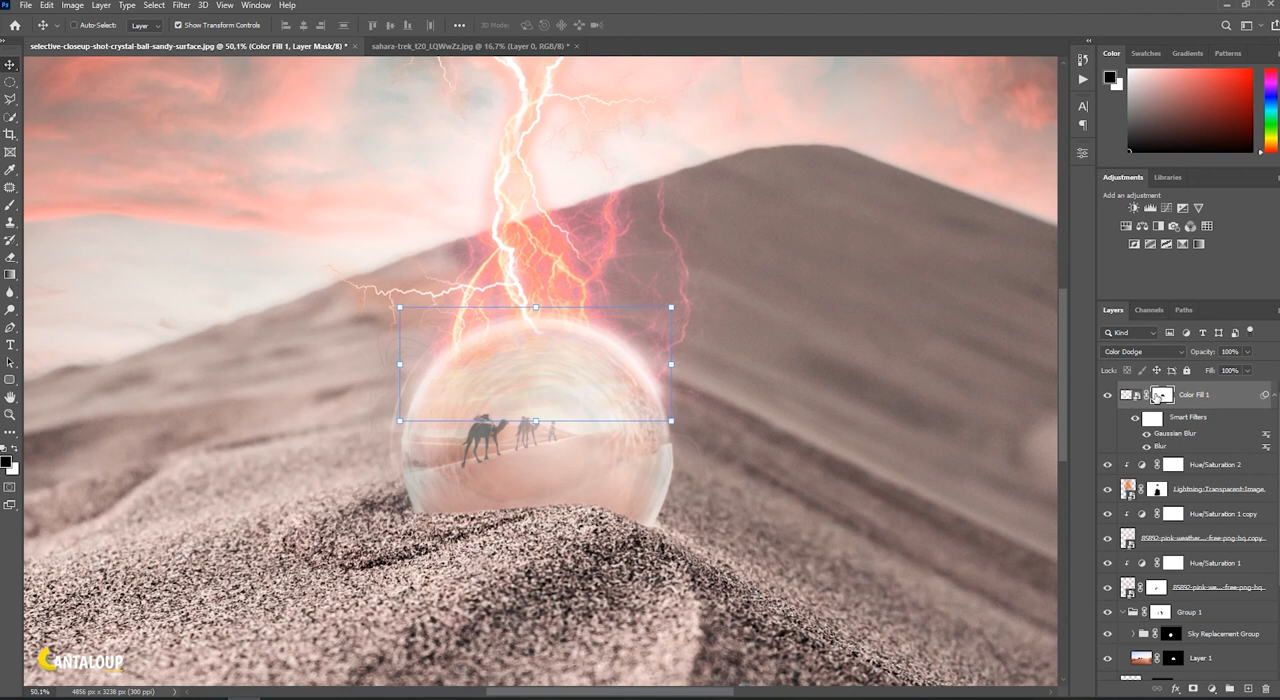 File Edit Image Layer Type Select Filter 3D View Window Help
Auto-Select: Layer Show Transform Controls 3D Mode:
selective-closeup-shot-crystal-ball-sandy-surface.jpg @ 50,1% (Color Fill 1, Layer Mask/8) * × sahara-trek_t20_LQWwZz.jpg @ 16,7% (Layer 0, RGB/8) * ×
Color Swatches Gradients Patterns
Adjustments Libraries
Add an adjustment
Layers Channels Paths
Kind
Color Dodge Opacity: 100%
Lock: Fill: 100%
Color Fill 1
Smart Filters
Gaussian Blur
Blur
Hue/Saturation 2
Lightning-Transparent-Image.
Hue/Saturation 1 copy
85892-pink-weather...-free-png-hq copy
Hue/Saturation 1
85892-pink-we...-free-png-hq
Group 1
Sky Replacement Group
Layer 1
CANTALOUP
50,1% 4856 px x 3238 px (300 ppi)